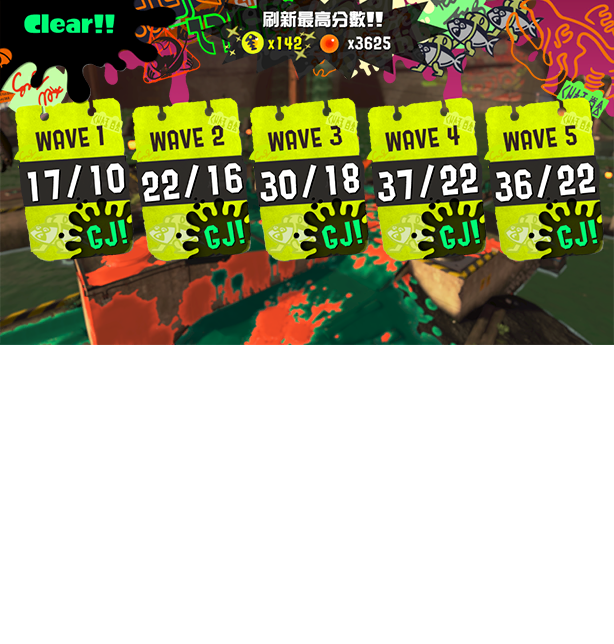 Clear!!
刷新最高分數!!
x142 x3625
WAVE 1
17/10
GJ!
WAVE 2
22/16
GJ!
WAVE 3
30/18
GJ!
WAVE 4
37/22
GJ!
WAVE 5
36/22
GJ!